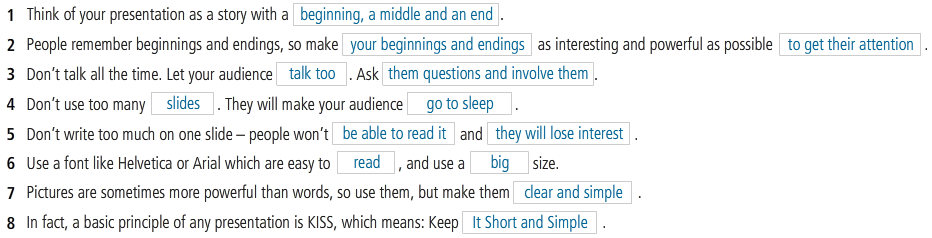 1 Think of your presentation as a story with a beginning, a middle and an end .
2 People remember beginnings and endings, so make your beginnings and endings as interesting and powerful as possible to get their attention .
3 Don't talk all the time. Let your audience talk too . Ask them questions and involve them .
4 Don't use too many slides . They will make your audience go to sleep .
5 Don't write too much on one slide – people won't be able to read it and they will lose interest .
6 Use a font like Helvetica or Arial which are easy to read , and use a big size.
7 Pictures are sometimes more powerful than words, so use them, but make them clear and simple .
8 In fact, a basic principle of any presentation is KISS, which means: Keep It Short and Simple .